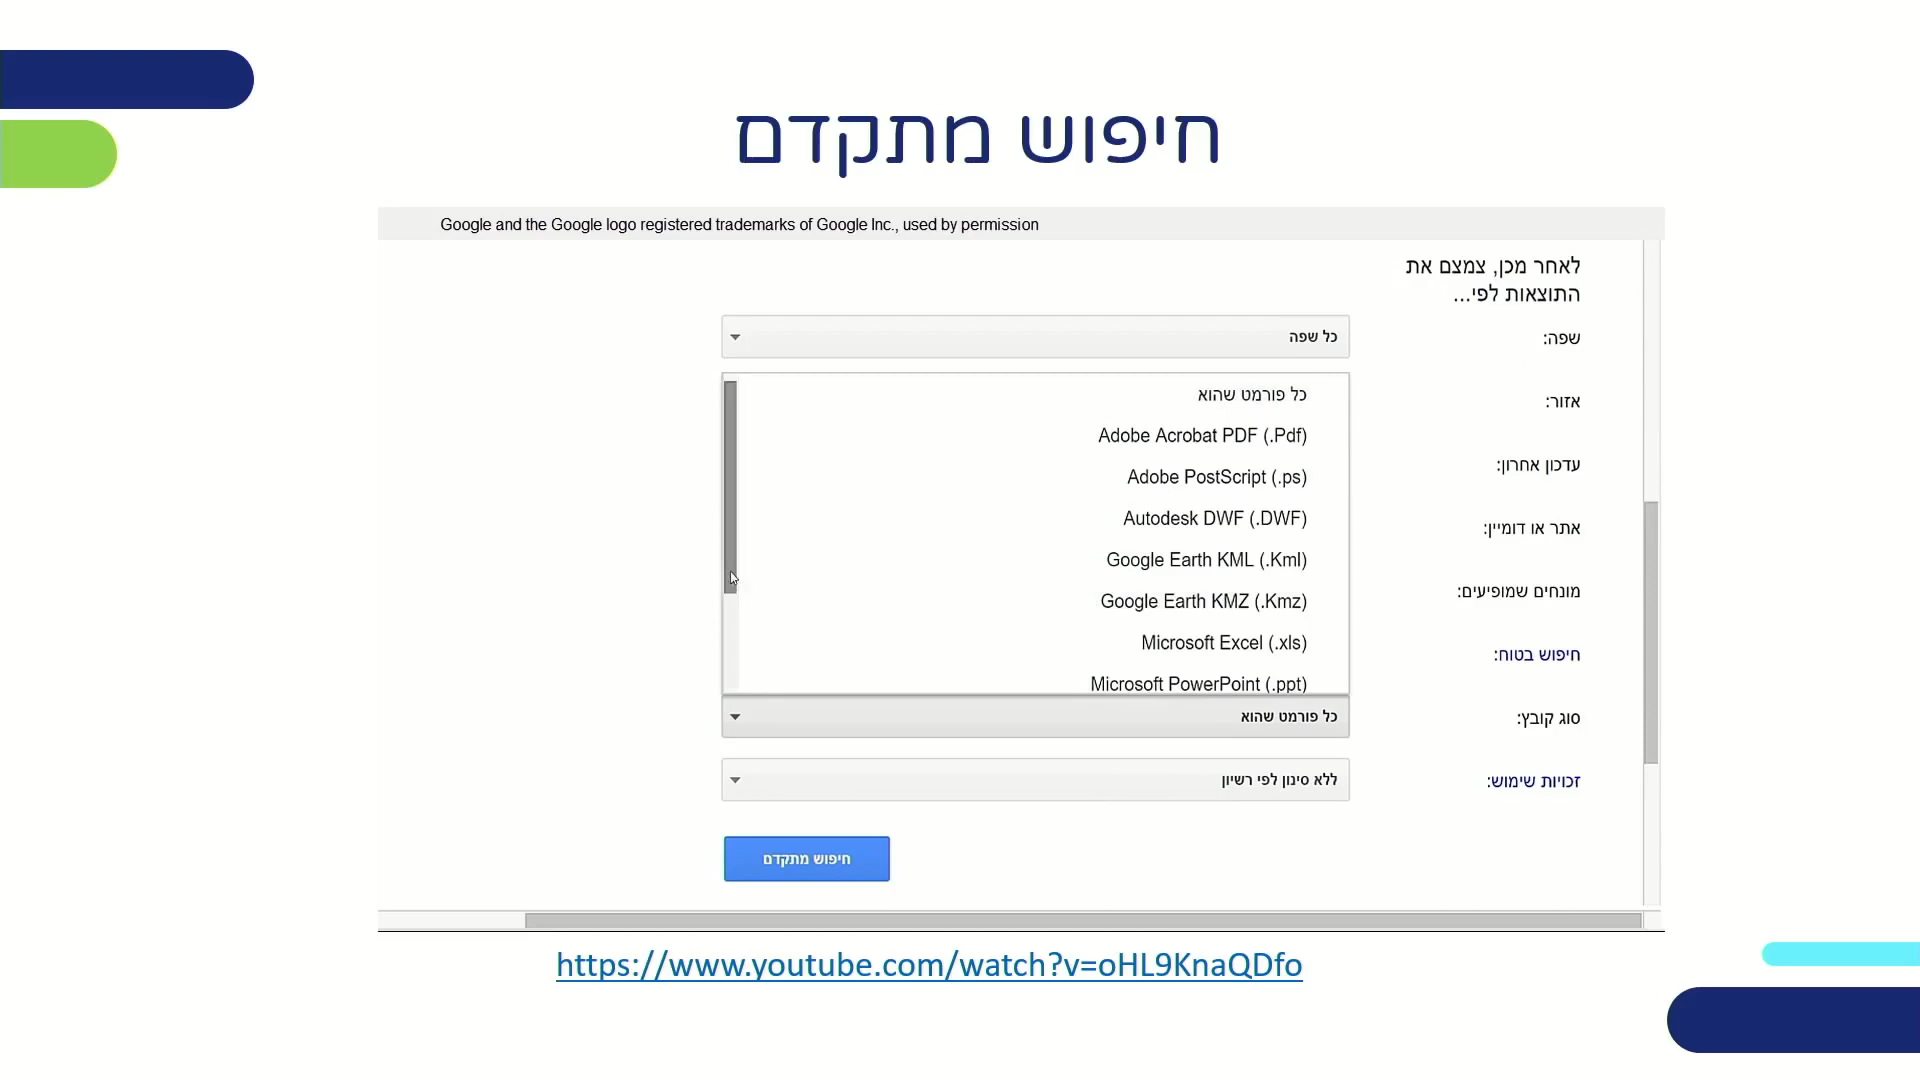 חיפוש מתקדם
Google and the Google logo registered trademarks of Google Inc., used by permission
לאחר מכן, צמצם את
התוצאות לפי...
שפה:
כל שפה
אזור:
עדכון אחרון:
אתר או דומיין:
מונחים שמופיעים:
חיפוש בטוח:
כל פורמט שהוא
Adobe Acrobat PDF (.Pdf)
Adobe PostScript (.ps)
Autodesk DWF (.DWF)
Google Earth KML (.Kml)
Google Earth KMZ (.Kmz)
Microsoft Excel (.xls)
Microsoft PowerPoint (.ppt)
סוג קובץ:
כל פורמט שהוא
זכויות שימוש:
ללא סינון לפי רשיון
חיפוש מתקדם
https://www.youtube.com/watch?v=oHL9KnaQDfo